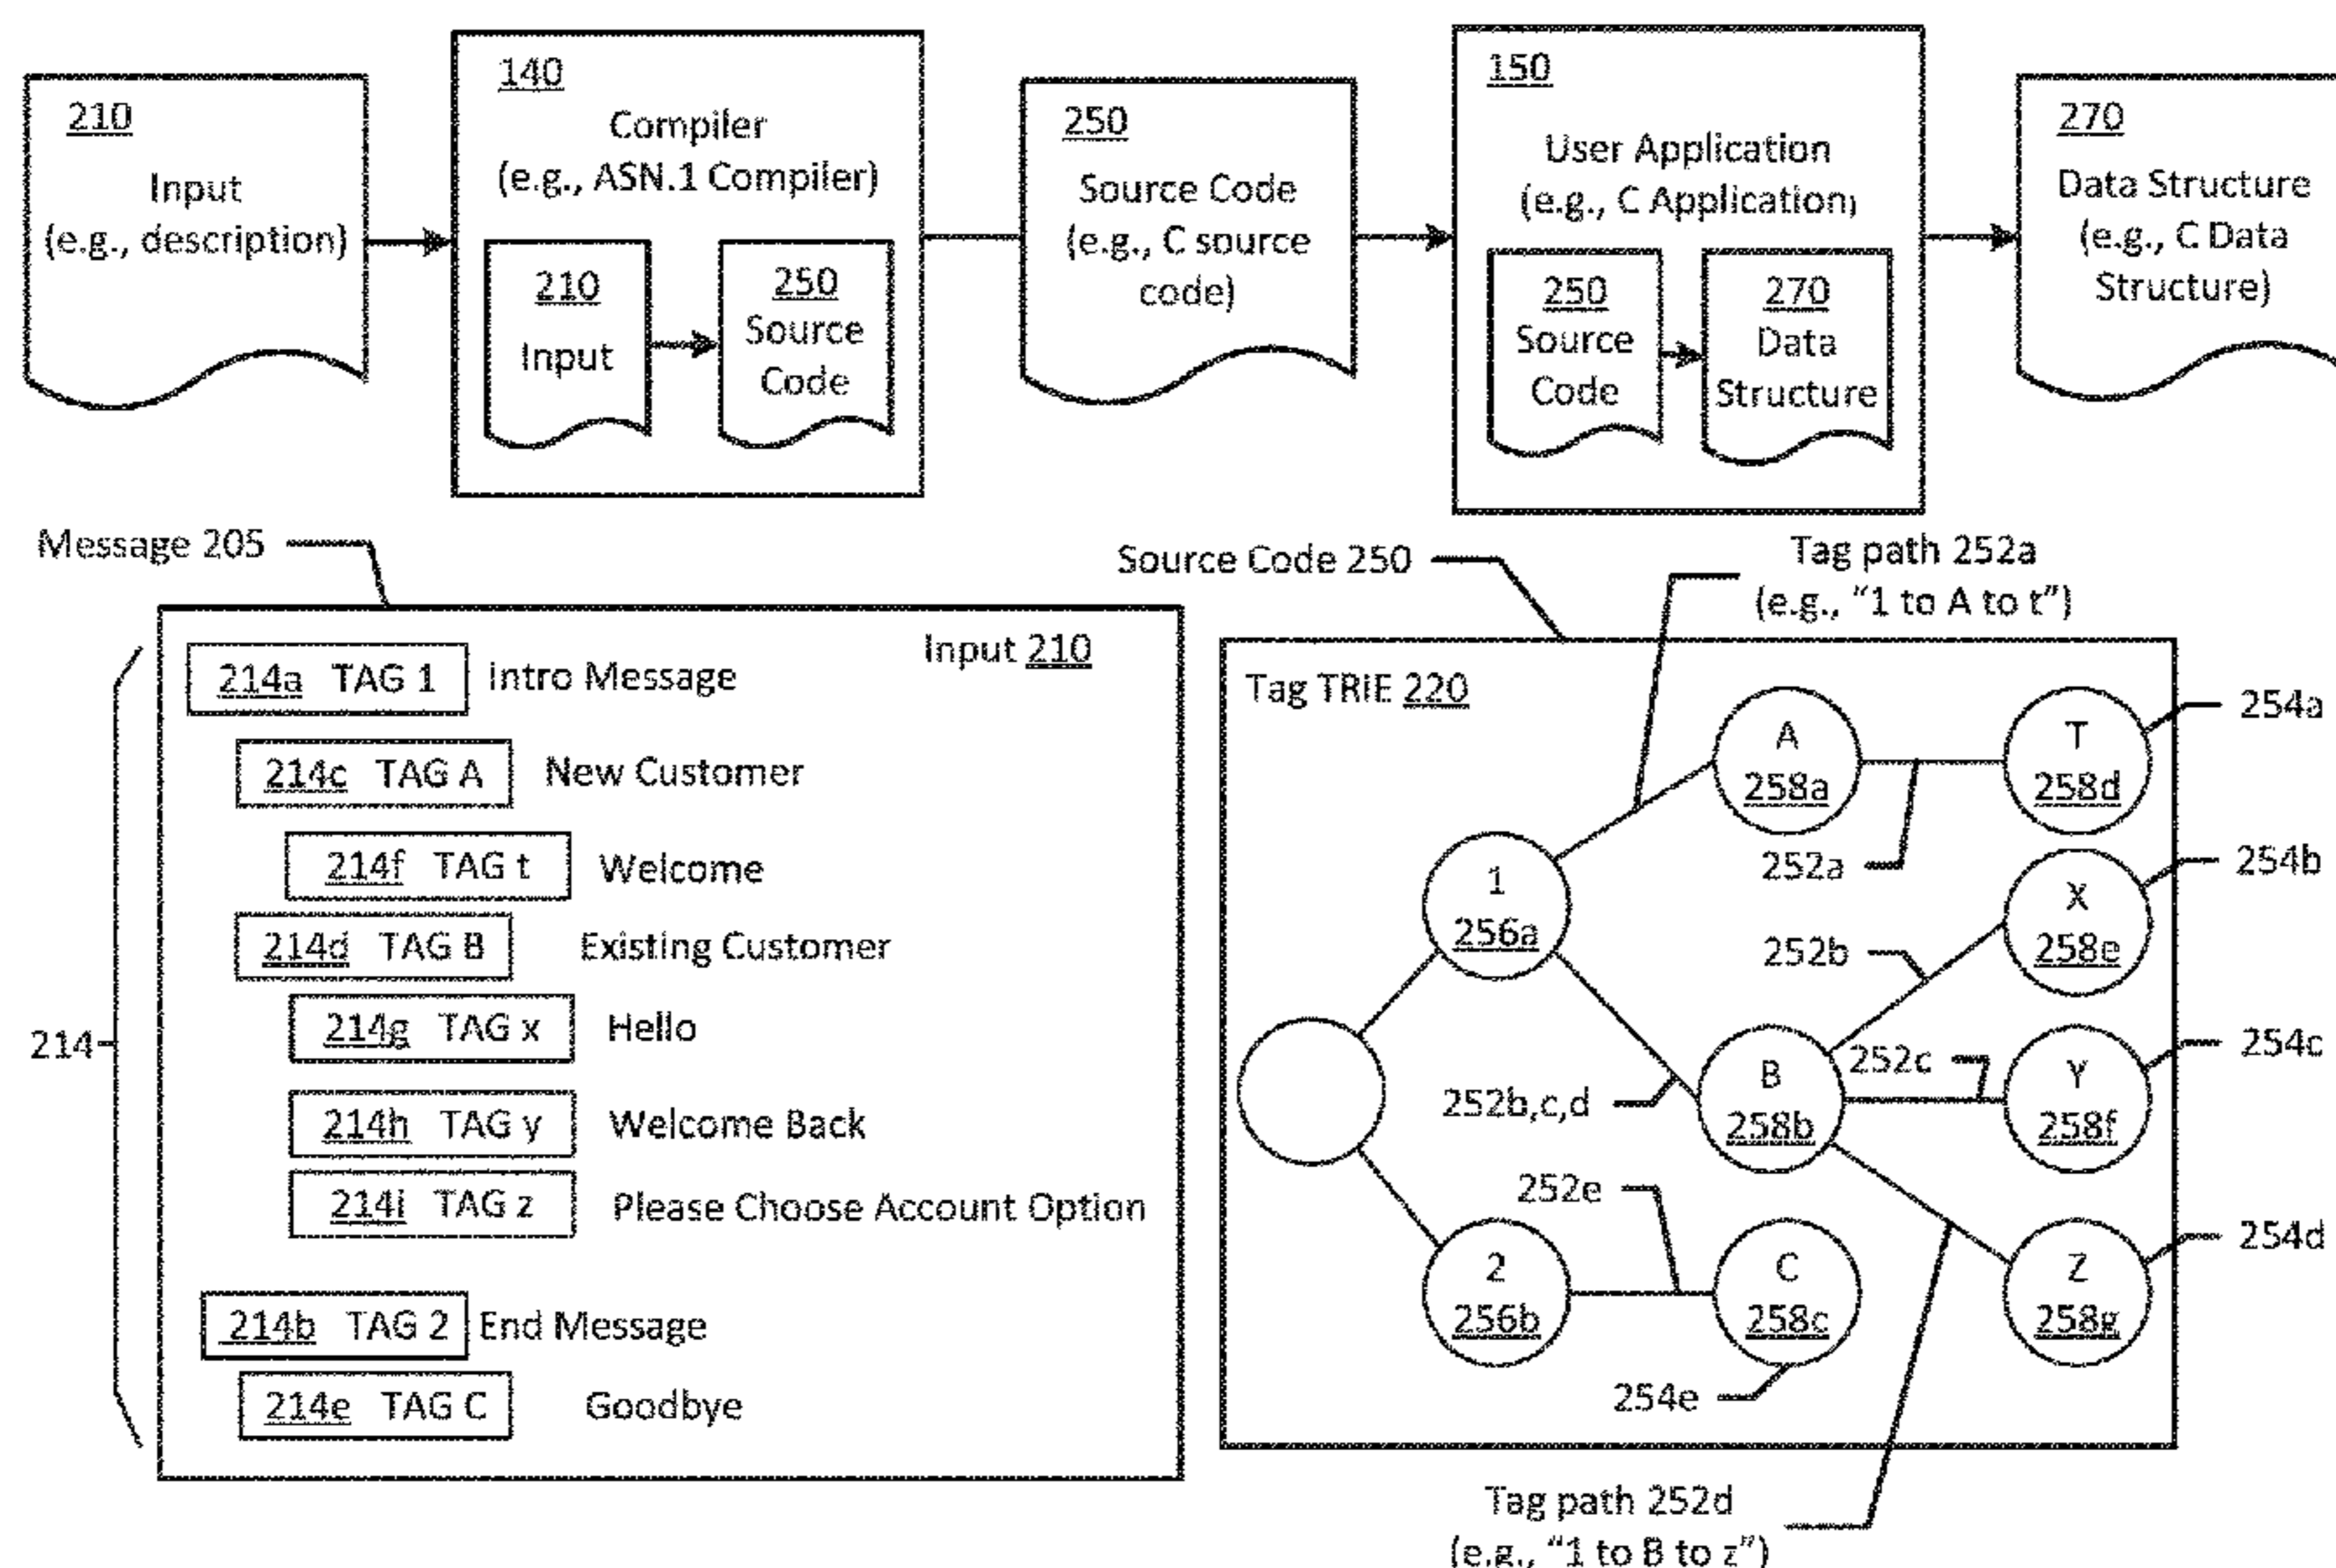 210
Input
(e.g., description)
140
Compiler
(e.g., ASN.1 Compiler)
210
Input
250
Source
Code
250
Source Code
(e.g., C source
code)
150
User Application
(e.g., C Application)
250
Source
Code
270
Data
Structure
270
Data Structure
(e.g., C Data
Structure)
Message 205
Input 210
214
214a TAG 1 Intro Message
214c TAG A New Customer
214f TAG t Welcome
214d TAG B Existing Customer
214g TAG x Hello
214h TAG y Welcome Back
214i TAG z Please Choose Account Option
214b TAG 2 End Message
214e TAG C Goodbye
Source Code 250
Tag path 252a
(e.g., "1 to A to t")
Tag TRIE 220
A
258a
T
258d
254a
252a
1
256a
X
258e
254b
252b
252b,c,d
B
258b
252c
Y
258f
254c
252e
2
256b
C
258c
254e
Z
258g
254d
Tag path 252d
(e.g., "1 to B to z")